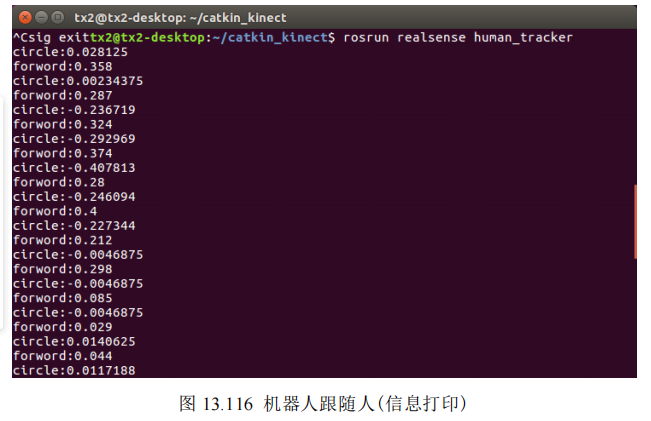 tx2@tx2-desktop: ~/catkin_kinect
^Csig exittx2@tx2-desktop:~/catkin_kinect$ rosrun realsense human_tracker
circle:0.028125
forword:0.358
circle:0.00234375
forword:0.287
circle:-0.236719
forword:0.324
circle:-0.292969
forword:0.374
circle:-0.407813
forword:0.28
circle:-0.246094
forword:0.4
circle:-0.227344
forword:0.212
circle:-0.0046875
forword:0.298
circle:-0.0046875
forword:0.085
circle:-0.0046875
forword:0.029
circle:0.0140625
forword:0.044
circle:0.0117188
图 13.116 机器人跟随人(信息打印)